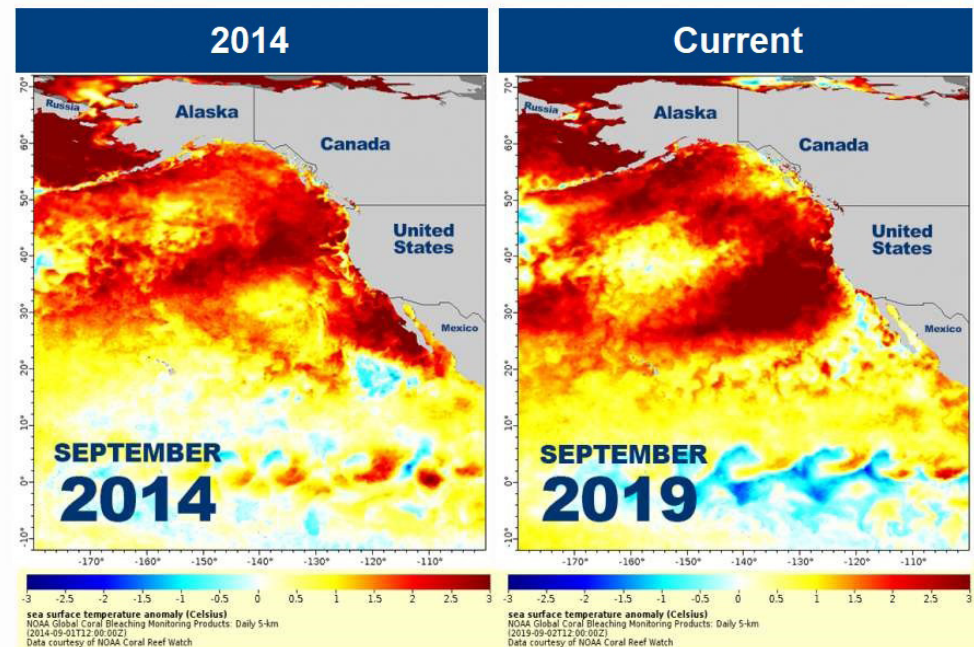 2014
Current
Russia
Alaska
Canada
United
States
Mexico
SEPTEMBER
2014
70°
60°
50°
40°
30°
20°
10°
0°
-10°
-170° -160° -150° -140° -130° -120° -110°
-3 -2.5 -2 -1.5 -1 -0.5 0 0.5 1 1.5 2 2.5 3
sea surface temperature anomaly (Celsius)
NOAA Global Coral Bleaching Monitoring Products: Daily 5-km
(2014-09-01T12:00:00Z)
Data courtesy of NOAA Coral Reef Watch
Russia
Alaska
Canada
United
States
Mexico
SEPTEMBER
2019
70°
60°
50°
40°
30°
20°
10°
0°
-10°
-170° -160° -150° -140° -130° -120° -110°
-3 -2.5 -2 -1.5 -1 -0.5 0 0.5 1 1.5 2 2.5 3
sea surface temperature anomaly (Celsius)
NOAA Global Coral Bleaching Monitoring Products: Daily 5-km
(2019-09-02T12:00:00Z)
Data courtesy of NOAA Coral Reef Watch